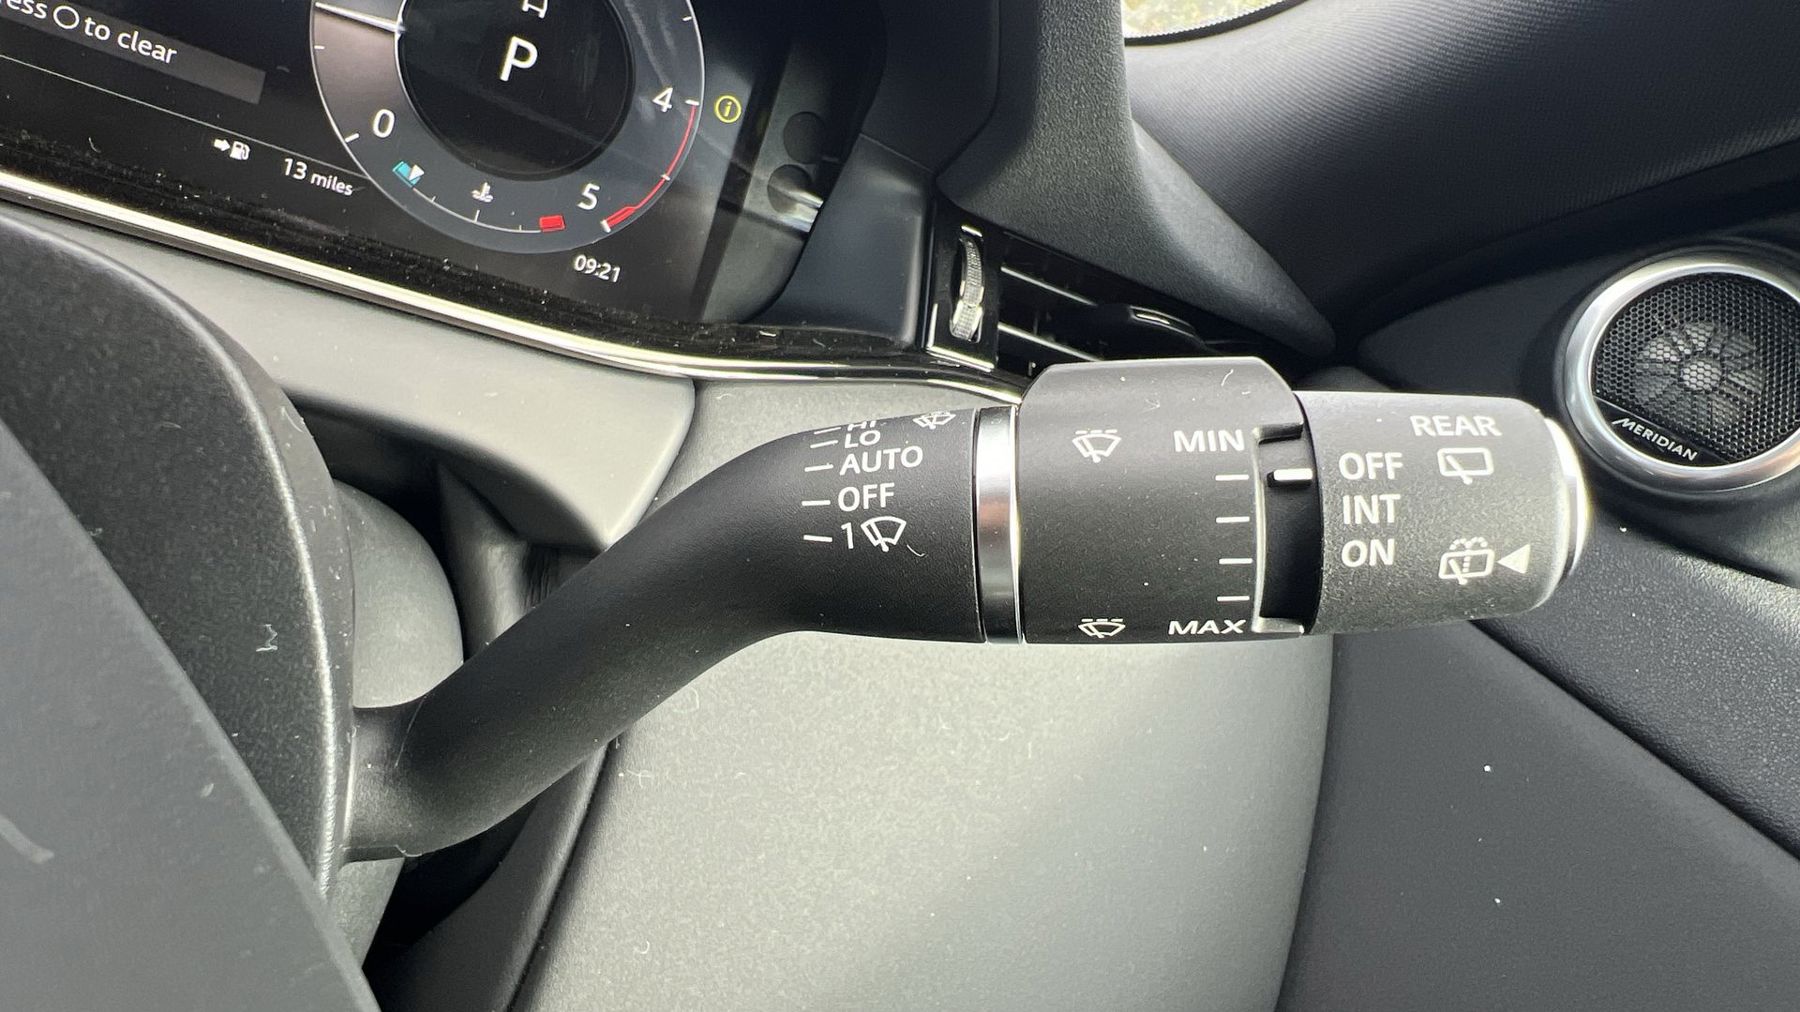 to clear
P
4
0
5
13 miles
09:21
HI
LO
AUTO
OFF
1
MIN
MAX
REAR
OFF
INT
ON
MERIDIAN